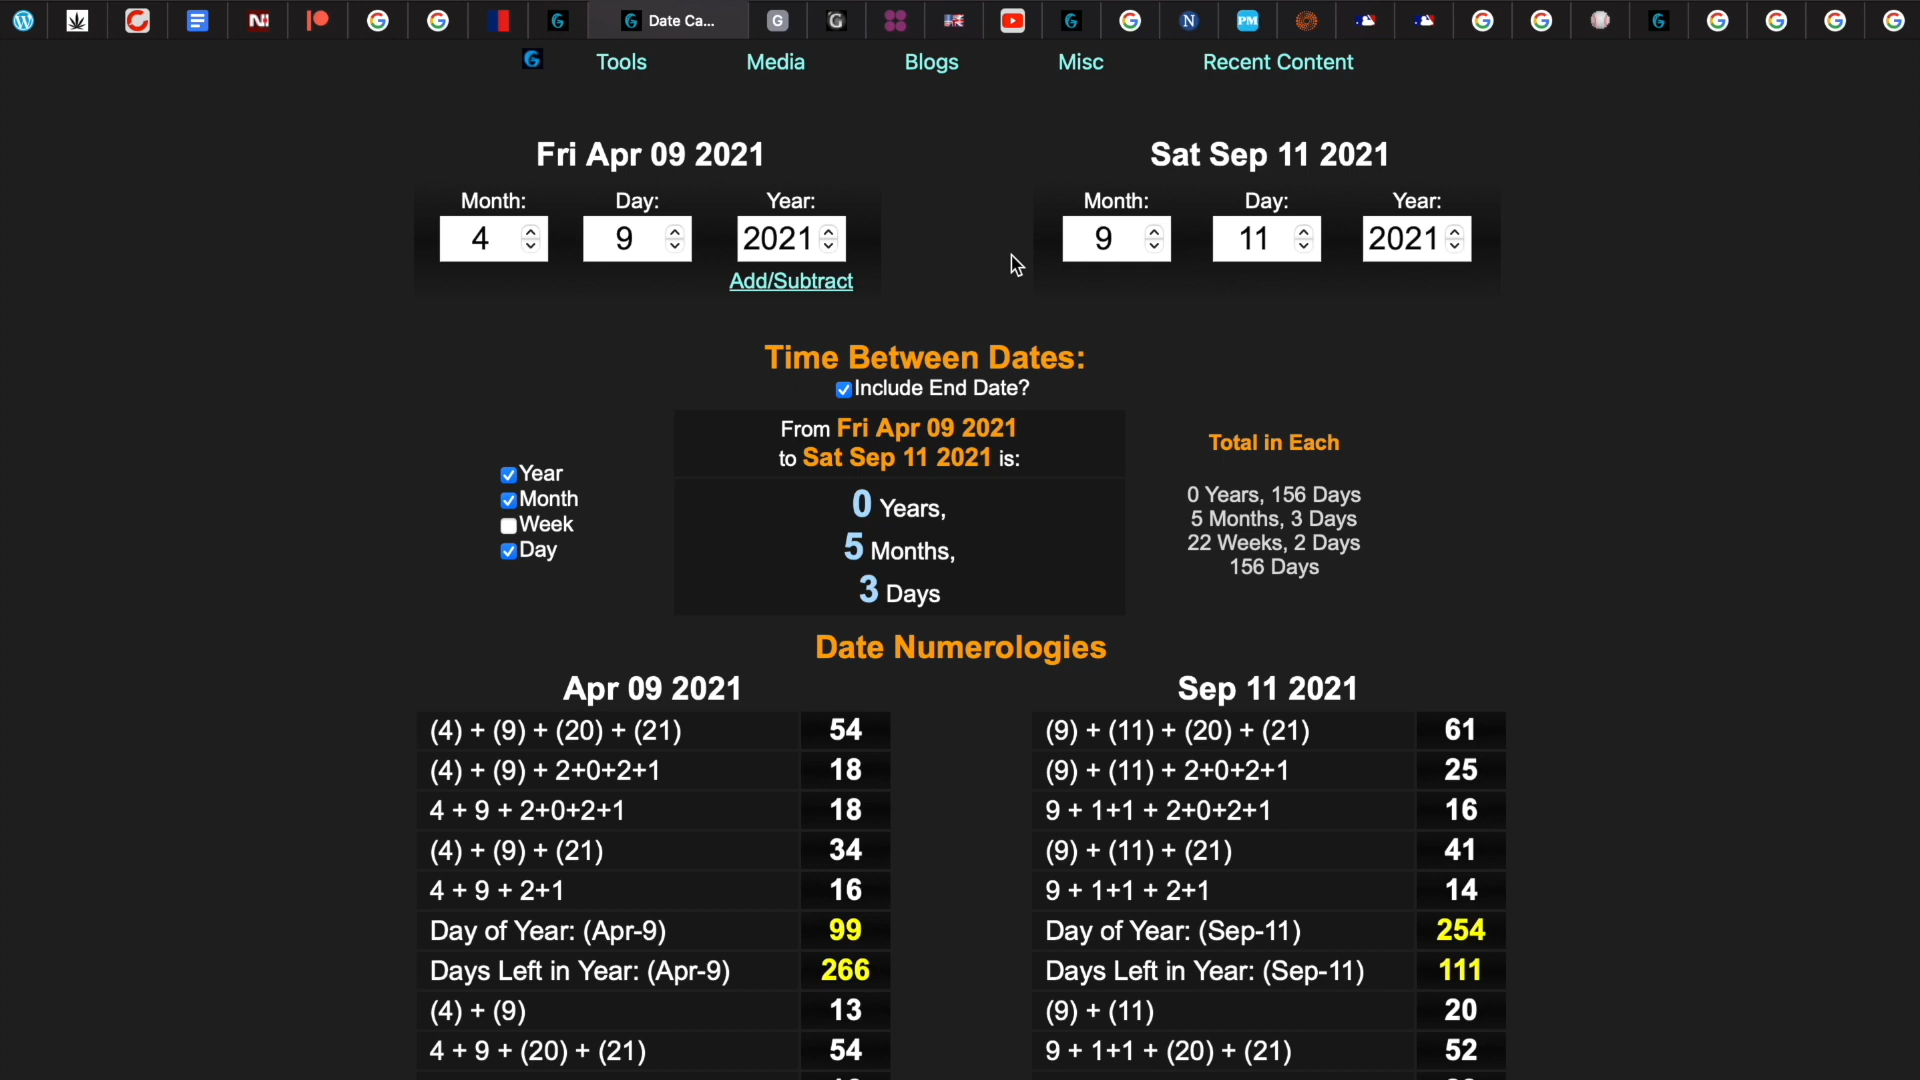 Date Ca...
Tools Media Blogs Misc Recent Content
Fri Apr 09 2021
Month: Day: Year:
4 9 2021
Add/Subtract
Sat Sep 11 2021
Month: Day: Year:
9 11 2021
Time Between Dates:
Include End Date?
Year
Month
Week
Day
From Fri Apr 09 2021
to Sat Sep 11 2021 is:
0 Years,
5 Months,
3 Days
Total in Each
0 Years, 156 Days
5 Months, 3 Days
22 Weeks, 2 Days
156 Days
Date Numerologies
Apr 09 2021
(4) + (9) + (20) + (21) 54
(4) + (9) + 2+0+2+1 18
4 + 9 + 2+0+2+1 18
(4) + (9) + (21) 34
4 + 9 + 2+1 16
Day of Year: (Apr-9) 99
Days Left in Year: (Apr-9) 266
(4) + (9) 13
4 + 9 + (20) + (21) 54
Sep 11 2021
(9) + (11) + (20) + (21) 61
(9) + (11) + 2+0+2+1 25
9 + 1+1 + 2+0+2+1 16
(9) + (11) + (21) 41
9 + 1+1 + 2+1 14
Day of Year: (Sep-11) 254
Days Left in Year: (Sep-11) 111
(9) + (11) 20
9 + 1+1 + (20) + (21) 52